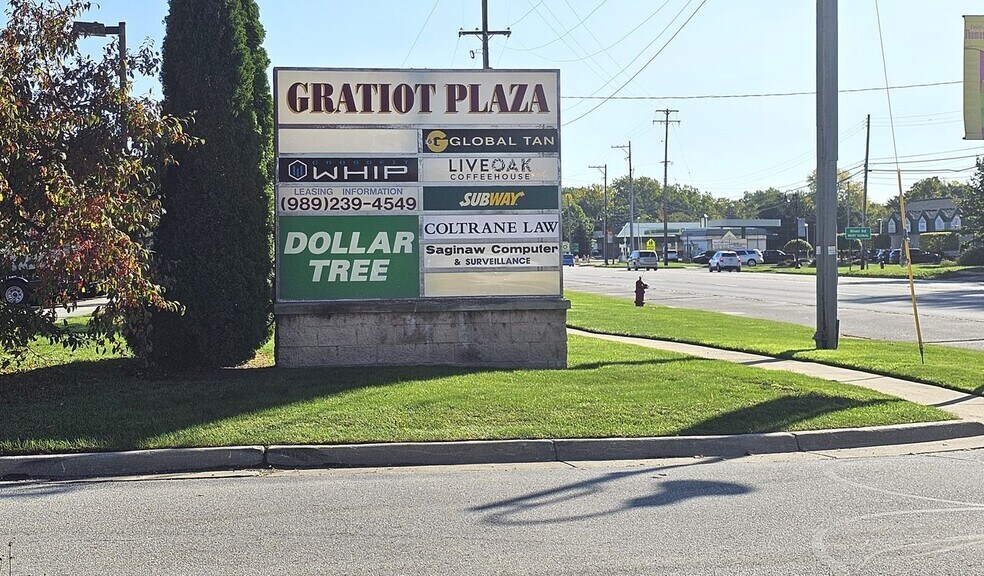 GRATIOT PLAZA
G GLOBAL TAN
CROSSFIT
WHIP
LIVEOAK
COFFEEHOUSE
LEASING INFORMATION
(989)239-4549
SUBWAY
DOLLAR
TREE
COLTRANE LAW
Saginaw Computer
& SURVEILLANCE